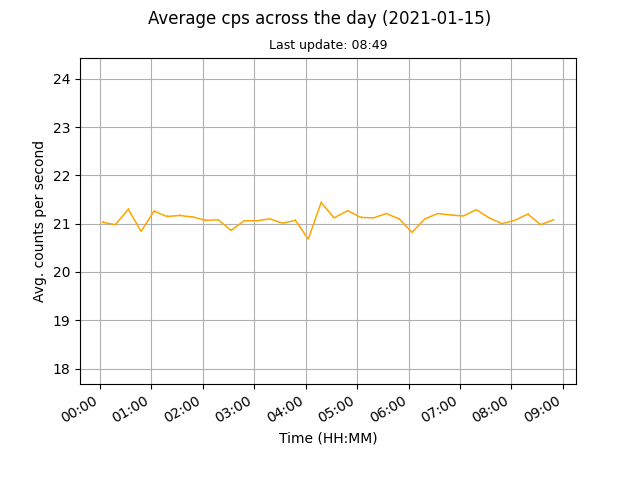 Average cps across the day (2021-01-15)
Last update: 08:49
24
23
22
21
20
19
18
Avg. counts per second
00:00 01:00 02:00 03:00 04:00 05:00 06:00 07:00 08:00 09:00
Time (HH:MM)